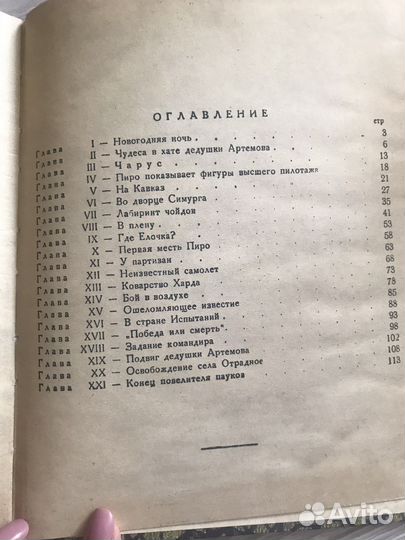 ОГЛАВЛЕНИЕ
стр
Глава I — Новогодняя ночь . . . . . . . . . 3
Глава II — Чудеса в хате дедушки Артемова . . . 6
Глава III — Чарус . . . . . . . . . 13
Глава IV — Пиро показывает фигуры высшего пилотажа 18
Глава V — На Кавказ . . . . . . . . . 21
Глава VI — Во дворце Симурга . . . . . . . 27
Глава VII — Лабиринт чойдов . . . . . . . 35
Глава VIII — В плену . . . . . . . . . 41
Глава IX — Где Елочка? . . . . . . . . 53
Глава X — Первая месть Пиро . . . . . . . 58
Глава XI — У партизан . . . . . . . . 63
Глава XII — Неизвестный самолет . . . . . . 68
Глава XIII — Коварство Харда . . . . . . . 73
Глава XIV — Бой в воздухе . . . . . . . 78
Глава XV — Ошеломляющее известие . . . . . . 85
Глава XVI — В стране Испытаний . . . . . . 88
Глава XVII — „Победа или смерть“. . . . . . . 93
Глава XVIII — Задание командира . . . . . . 98
Глава XIX — Подвиг дедушки Артемова . . . . . 102
Глава XX — Освобождение села Отрадное . . . . 108
Глава XXI — Конец повелителя пауков . . . . . 113
Avito